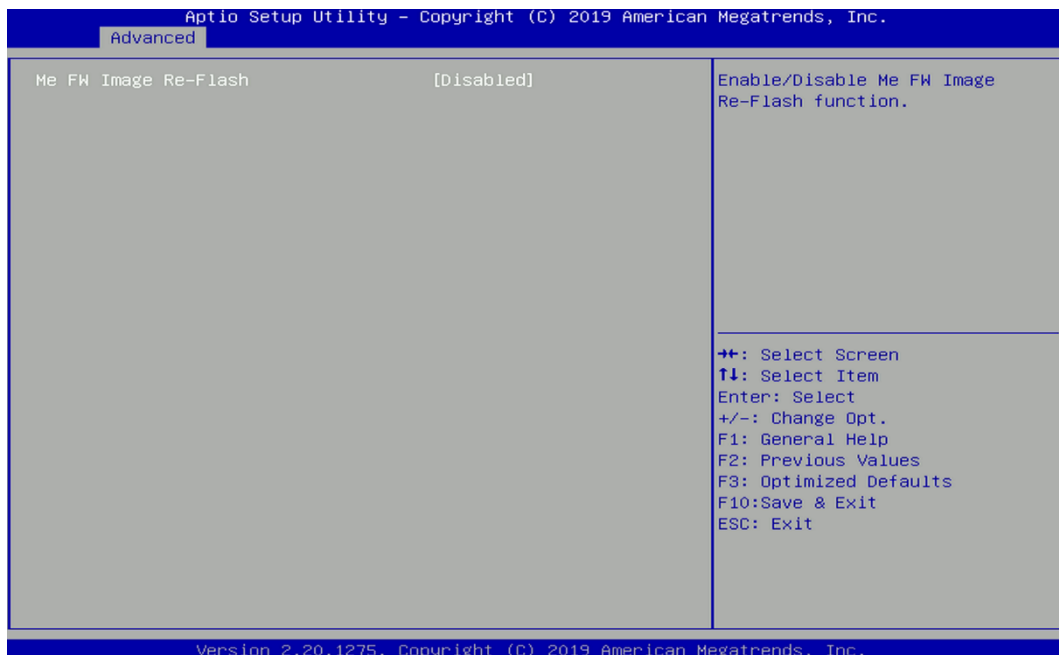 Aptio Setup Utility – Copyright (C) 2019 American Megatrends, Inc.
Advanced
Me FW Image Re-Flash [Disabled]
Enable/Disable Me FW Image
Re-Flash function.
→←: Select Screen
↑↓: Select Item
Enter: Select
+/-: Change Opt.
F1: General Help
F2: Previous Values
F3: Optimized Defaults
F10:Save & Exit
ESC: Exit
Version 2.20.1275. Copyright (C) 2019 American Megatrends, Inc.